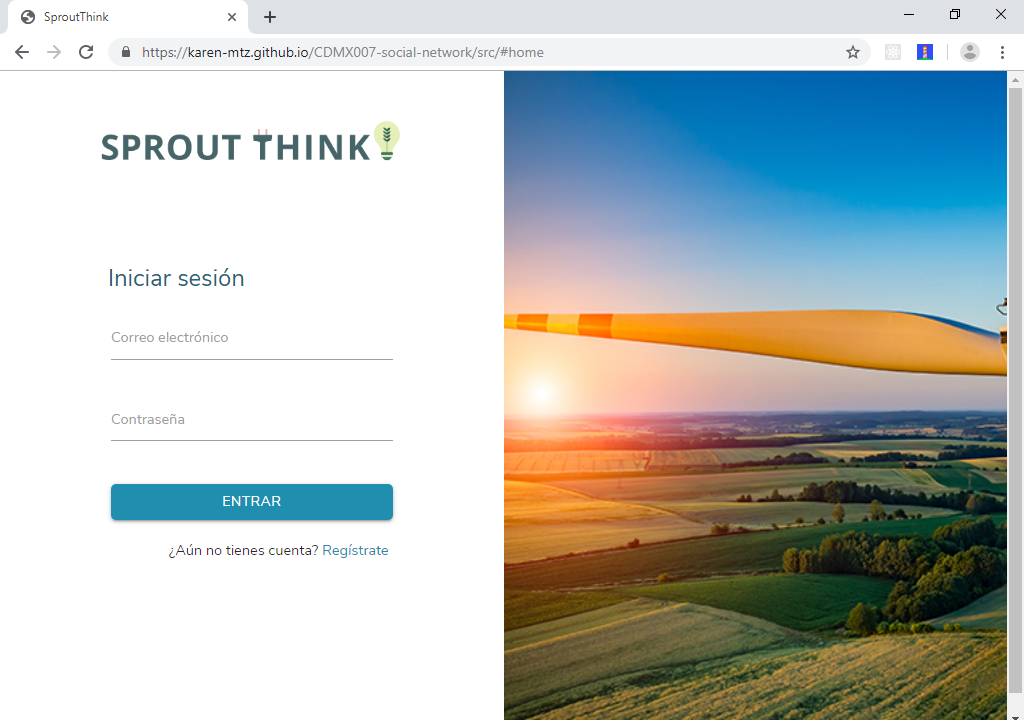 SproutThink
https://karen-mtz.github.io/CDMX007-social-network/src/#home
SPROUT THINK
Iniciar sesión
Correo electrónico
Contraseña
ENTRAR
¿Aún no tienes cuenta? Regístrate